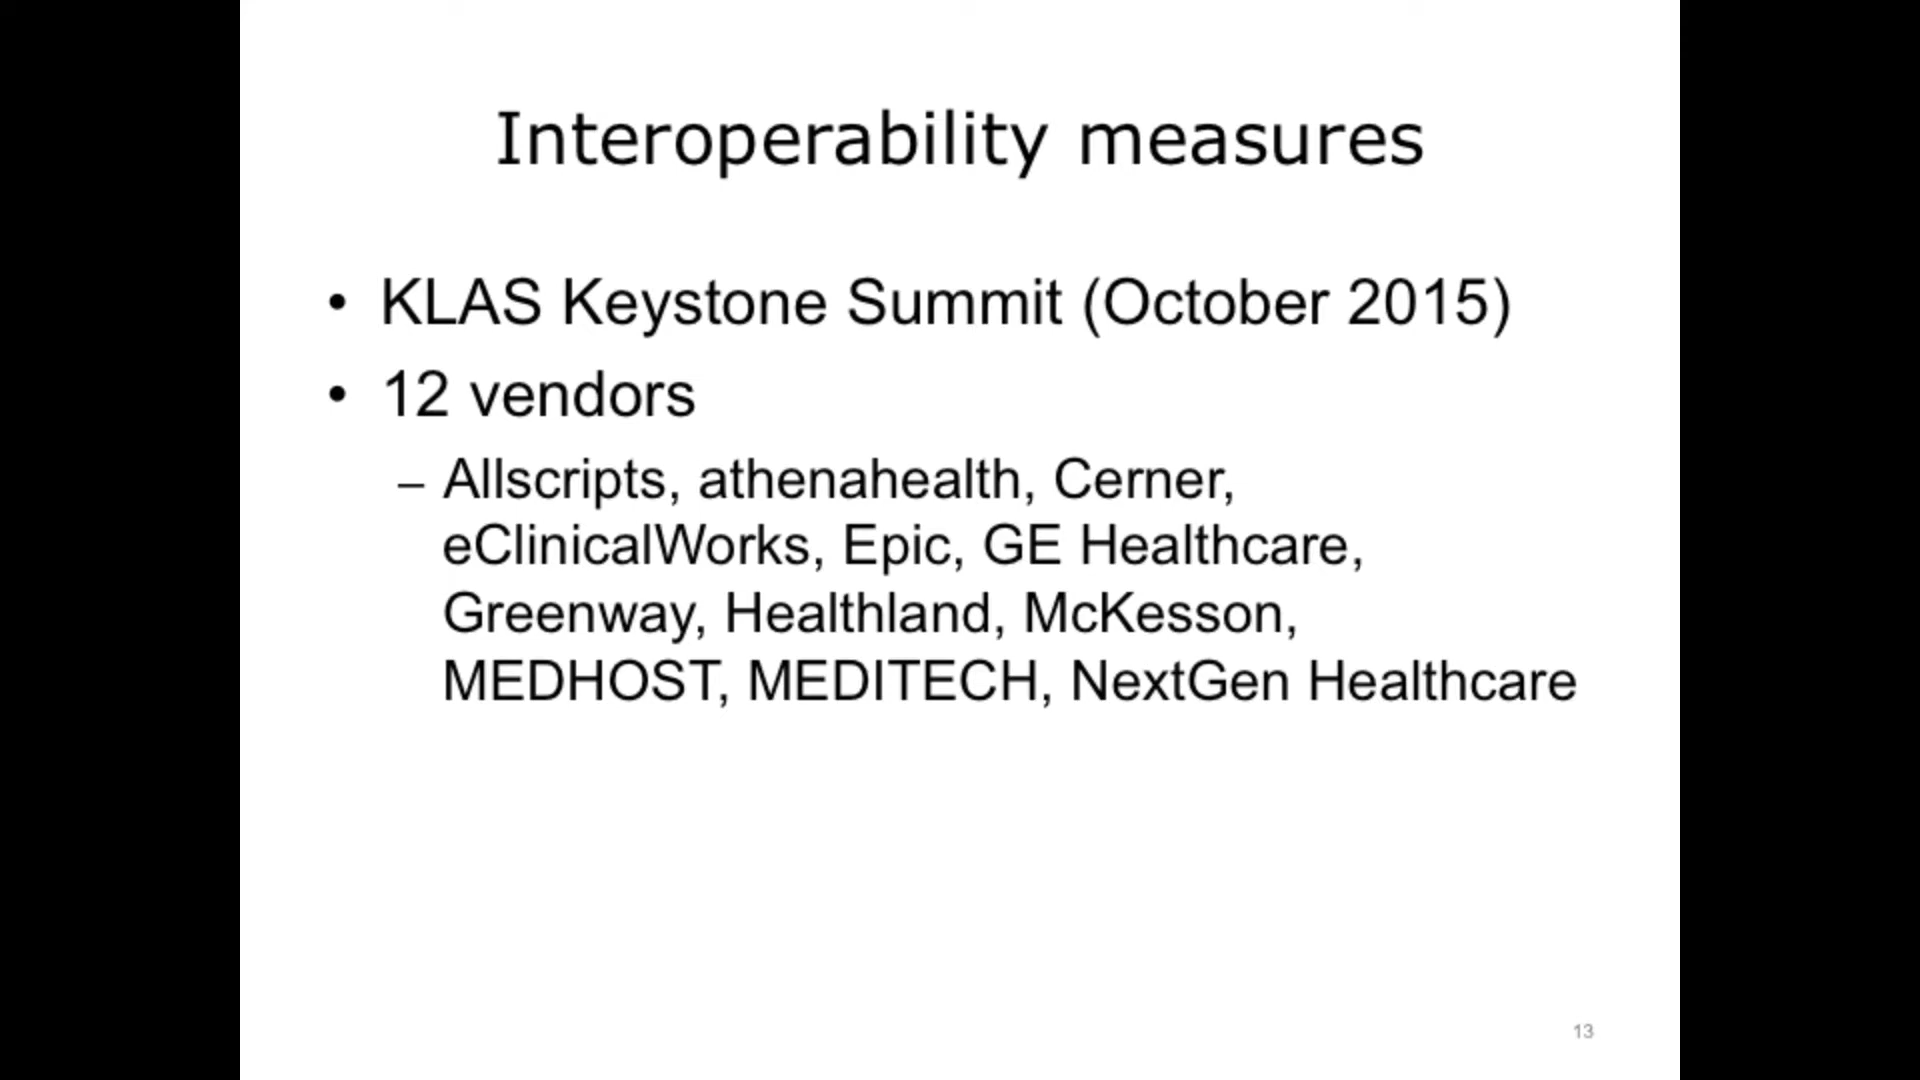 Interoperability measures
• KLAS Keystone Summit (October 2015)
• 12 vendors
– Allscripts, athenahealth, Cerner,
eClinicalWorks, Epic, GE Healthcare,
Greenway, Healthland, McKesson,
MEDHOST, MEDITECH, NextGen Healthcare
13